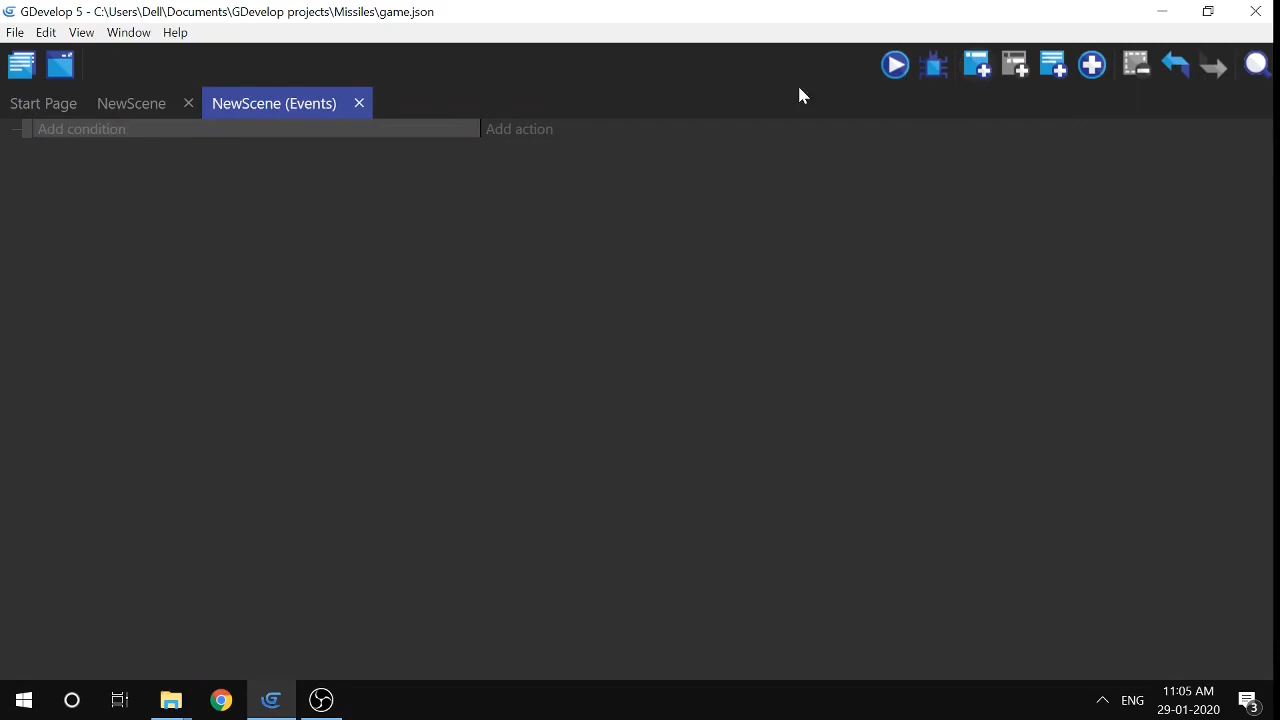 GDevelop 5 - C:\Users\Dell\Documents\GDevelop projects\Missiles\game.json
File Edit View Window Help
Start Page NewScene NewScene (Events)
Add condition Add action
ENG 11:05 AM
29-01-2020 3